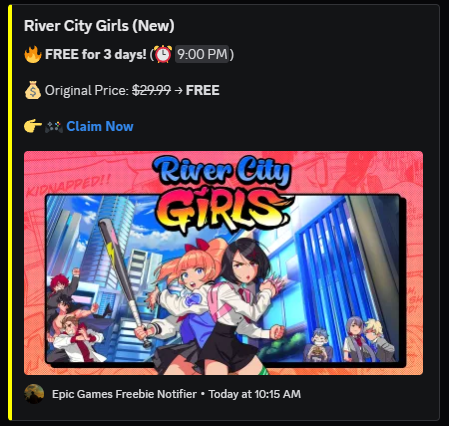 River City Girls (New)
🔥 FREE for 3 days! (⏰ 9:00 PM)
💰 Original Price: $29.99 → FREE
👉 🎮 Claim Now
KIDNAPPED!!
River City
GIRLS
Epic Games Freebie Notifier • Today at 10:15 AM